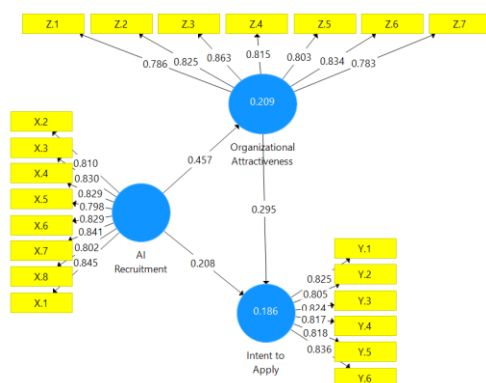 Z.1 Z.2 Z.3 Z.4 Z.5 Z.6 Z.7
0.786 0.825 0.863 0.815 0.803 0.834 0.783
0.209
Organizational
Attractiveness
X.2
X.3
X.4
X.5
X.6
X.7
X.8
X.1
0.810
0.830
0.829
0.798
0.829
0.841
0.802
0.845
AI
Recruitment
0.457
0.295
0.208
0.186
Intent to
Apply
0.825
0.805
0.824
0.817
0.818
0.836
Y.1
Y.2
Y.3
Y.4
Y.5
Y.6